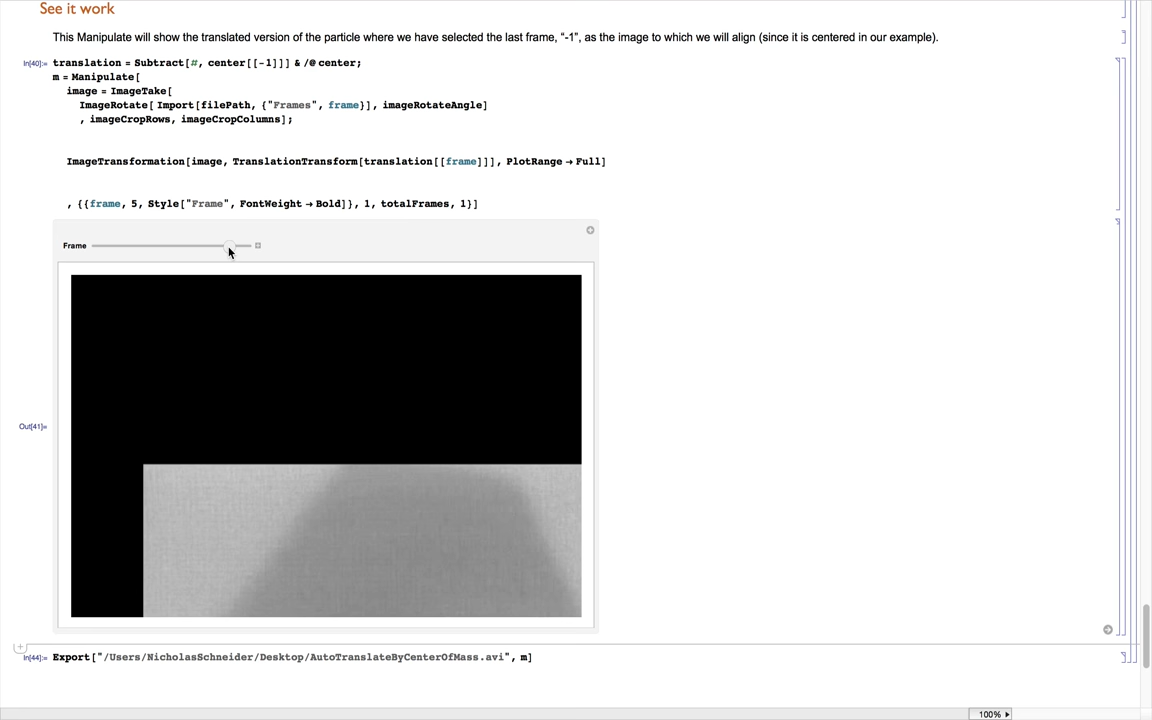 See it work
This Manipulate will show the translated version of the particle where we have selected the last frame, “-1”, as the image to which we will align (since it is centered in our example).
In[40]:= translation = Subtract[#, center[[-1]]] & /@ center;
m = Manipulate[
image = ImageTake[
ImageRotate[ Import[filePath, {"Frames", frame}], imageRotateAngle]
, imageCropRows, imageCropColumns];
ImageTransformation[image, TranslationTransform[translation[[frame]]], PlotRange → Full]
, {{frame, 5, Style["Frame", FontWeight → Bold]}, 1, totalFrames, 1}]
Frame
Out[41]=
In[44]:= Export["/Users/NicholasSchneider/Desktop/AutoTranslateByCenterOfMass.avi", m]
100%